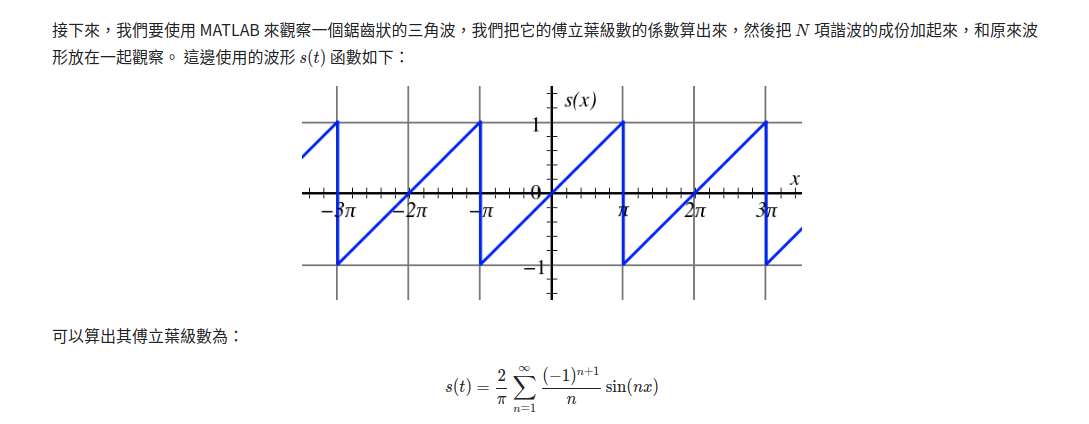 接下來，我們要使用 MATLAB 來觀察一個鋸齒狀的三角波，我們把它的傅立葉級數的係數算出來，然後把 N 項諧波的成份加起來，和原來波
形放在一起觀察。 這邊使用的波形 s(t) 函數如下：
s(x)
1
x
0
−3π −2π −π π 2π 3π
−1
可以算出其傅立葉級數為：
s(t) = \frac{2}{π} \sum_{n=1}^{∞} \frac{(−1)^{n+1}}{n} sin(nx)